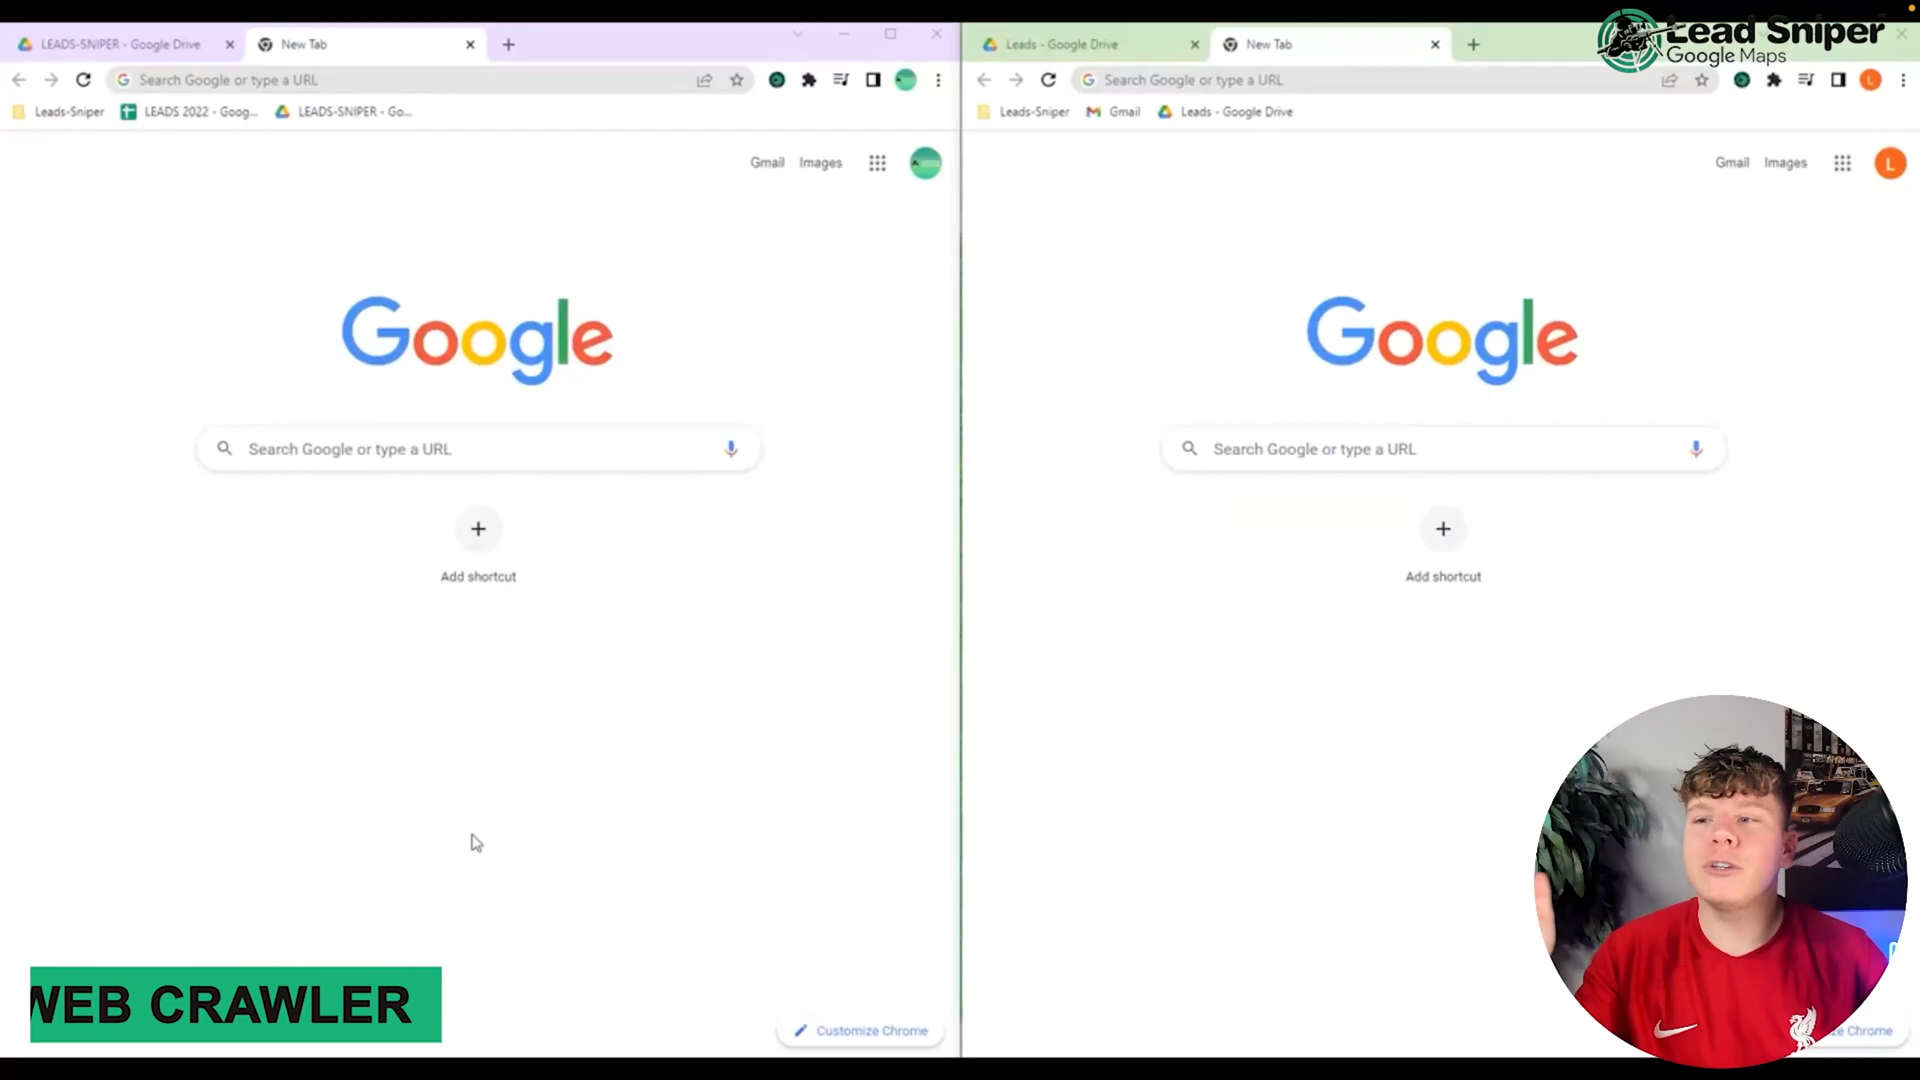 LEADS-SNIPER - Google Drive
New Tab
Search Google or type a URL
Leads-Sniper
LEADS 2022 - Goog...
LEADS-SNIPER - Go...
Gmail
Images
Google
Search Google or type a URL
Add shortcut
Customize Chrome
WEB CRAWLER
Leads - Google Drive
New Tab
Lead Sniper
Google Maps
Search Google or type a URL
Leads-Sniper
Gmail
Leads - Google Drive
Gmail
Images
L
Google
Search Google or type a URL
Add shortcut
ze Chrome